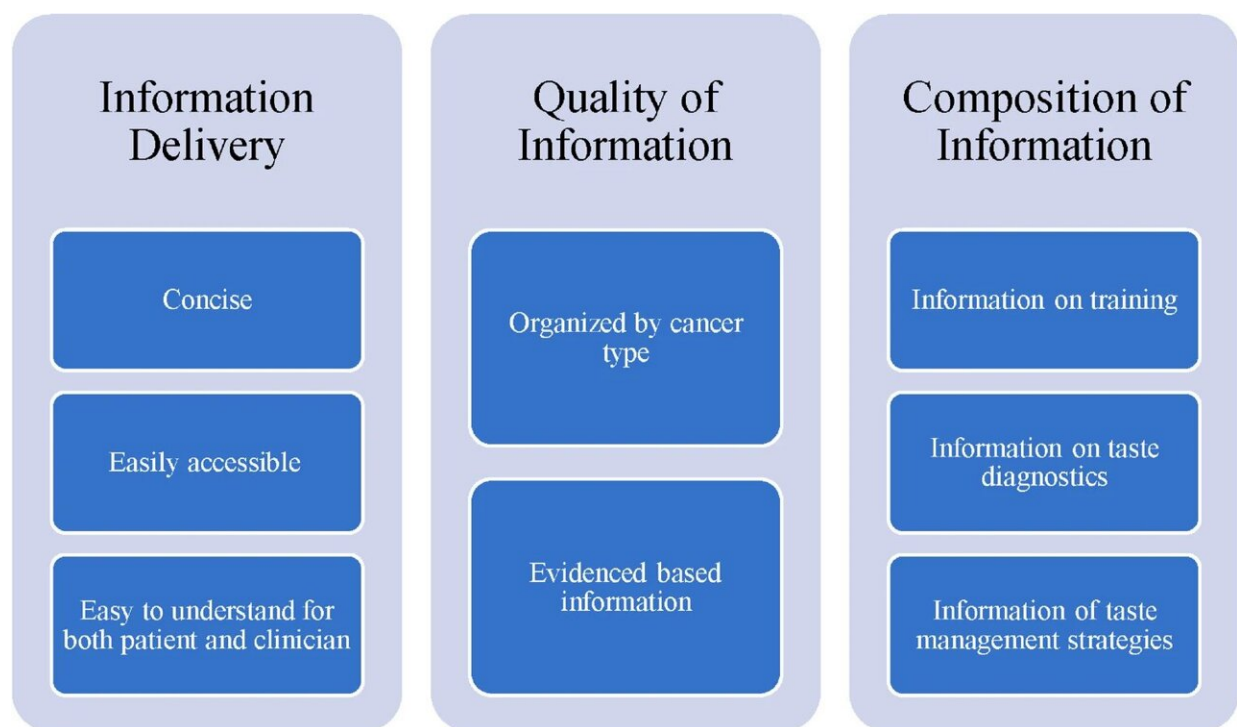 Information
Delivery
Concise
Easily accessible
Easy to understand for
both patient and clinician
Quality of
Information
Organized by cancer
type
Evidenced based
information
Composition of
Information
Information on training
Information on taste
diagnostics
Information of taste
management strategies